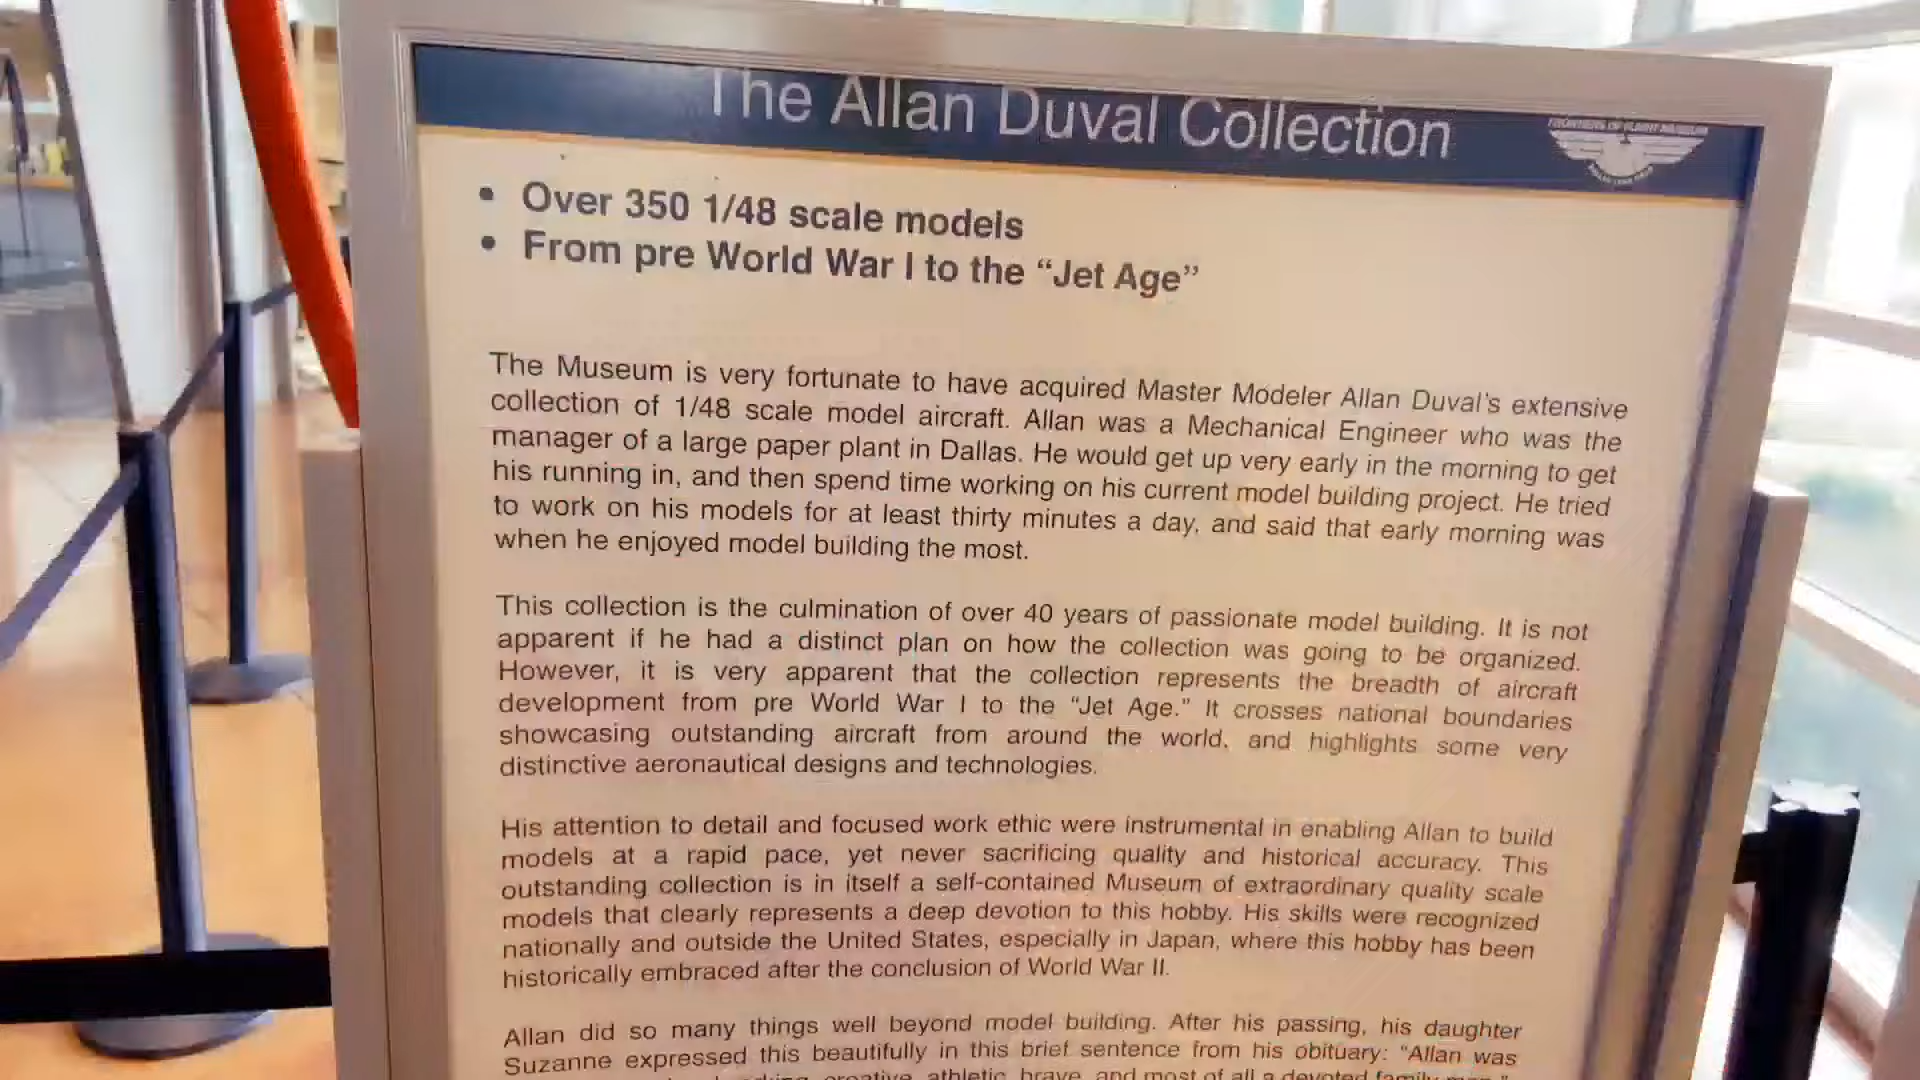 The Allan Duval Collection
FRONTIERS OF FLIGHT MUSEUM
• Over 350 1/48 scale models
• From pre World War I to the “Jet Age”
The Museum is very fortunate to have acquired Master Modeler Allan Duval’s extensive
collection of 1/48 scale model aircraft. Allan was a Mechanical Engineer who was the
manager of a large paper plant in Dallas. He would get up very early in the morning to get
his running in, and then spend time working on his current model building project. He tried
to work on his models for at least thirty minutes a day, and said that early morning was
when he enjoyed model building the most.
This collection is the culmination of over 40 years of passionate model building. It is not
apparent if he had a distinct plan on how the collection was going to be organized.
However, it is very apparent that the collection represents the breadth of aircraft
development from pre World War I to the “Jet Age.” It crosses national boundaries
showcasing outstanding aircraft from around the world, and highlights some very
distinctive aeronautical designs and technologies.
His attention to detail and focused work ethic were instrumental in enabling Allan to build
models at a rapid pace, yet never sacrificing quality and historical accuracy. This
outstanding collection is in itself a self-contained Museum of extraordinary quality scale
models that clearly represents a deep devotion to this hobby. His skills were recognized
nationally and outside the United States, especially in Japan, where this hobby has been
historically embraced after the conclusion of World War II.
Allan did so many things well beyond model building. After his passing, his daughter
Suzanne expressed this beautifully in this brief sentence from his obituary: “Allan was
creative, athletic, brave, and most of all a devoted family man.”